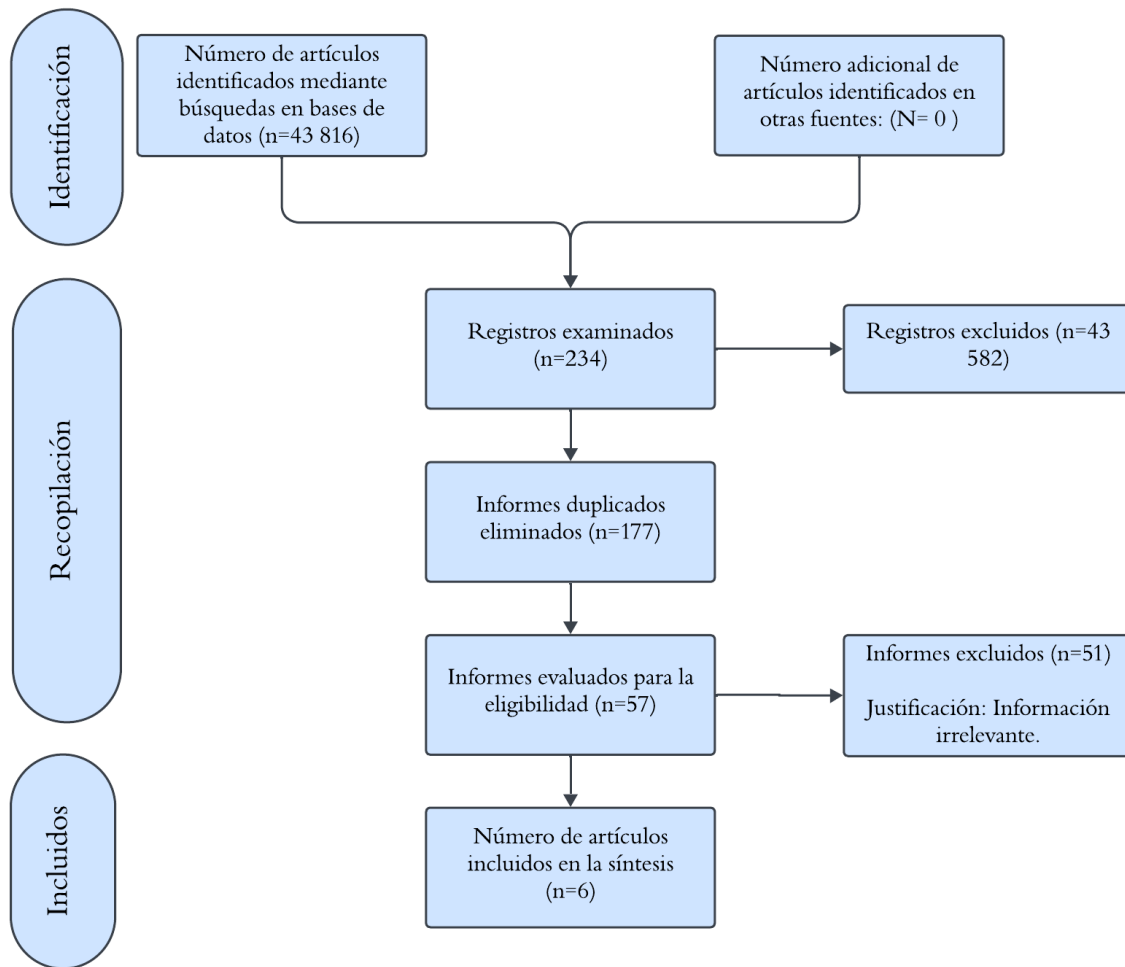 Identificación
Número de artículos
identificados mediante
búsquedas en bases de
datos (n=43 816)
Número adicional de
artículos identificados en
otras fuentes: (N= 0 )
Recopilación
Registros examinados
(n=234)
Registros excluidos (n=43
582)
Informes duplicados
eliminados (n=177)
Informes evaluados para la
eligibilidad (n=57)
Informes excluidos (n=51)
Justificación: Información
irrelevante.
Incluidos
Número de artículos
incluidos en la síntesis
(n=6)